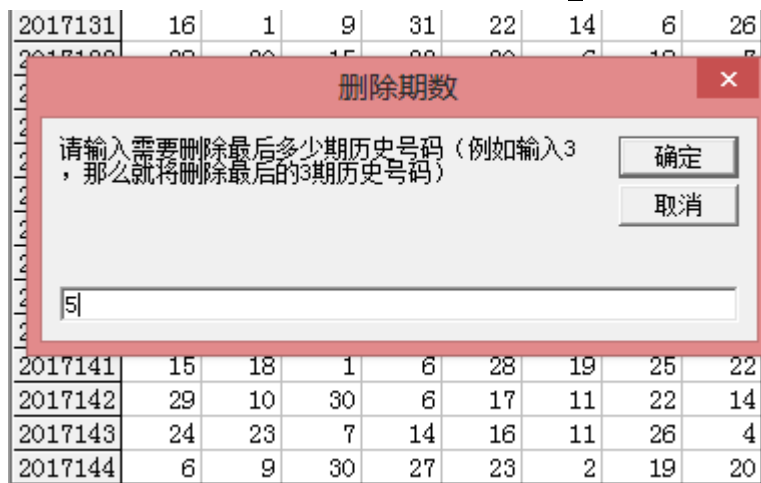 2017131 16 1 9 31 22 14 6 26
删除期数
请输入需要删除最后多少期历史号码（例如输入3
，那么就将删除最后的3期历史号码）
确定
取消
5
2017141 15 18 1 6 28 19 25 22
2017142 29 10 30 6 17 11 22 14
2017143 24 23 7 14 16 11 26 4
2017144 6 9 30 27 23 2 19 20